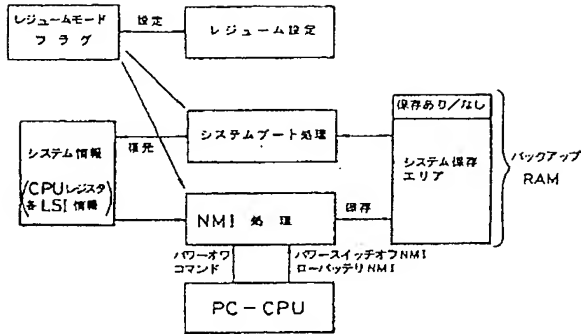 レジュームモード
フラグ
設定
レジューム設定
システムブート処理
復元
保存あり/なし
システム保存
エリア
バックアップ
RAM
システム情報
(CPUレジスタ
各LSI情報)
NMI 処理
保存
パワーオフ
コマンド
パワースイッチオフNMI
ローバッテリNMI
PC-CPU